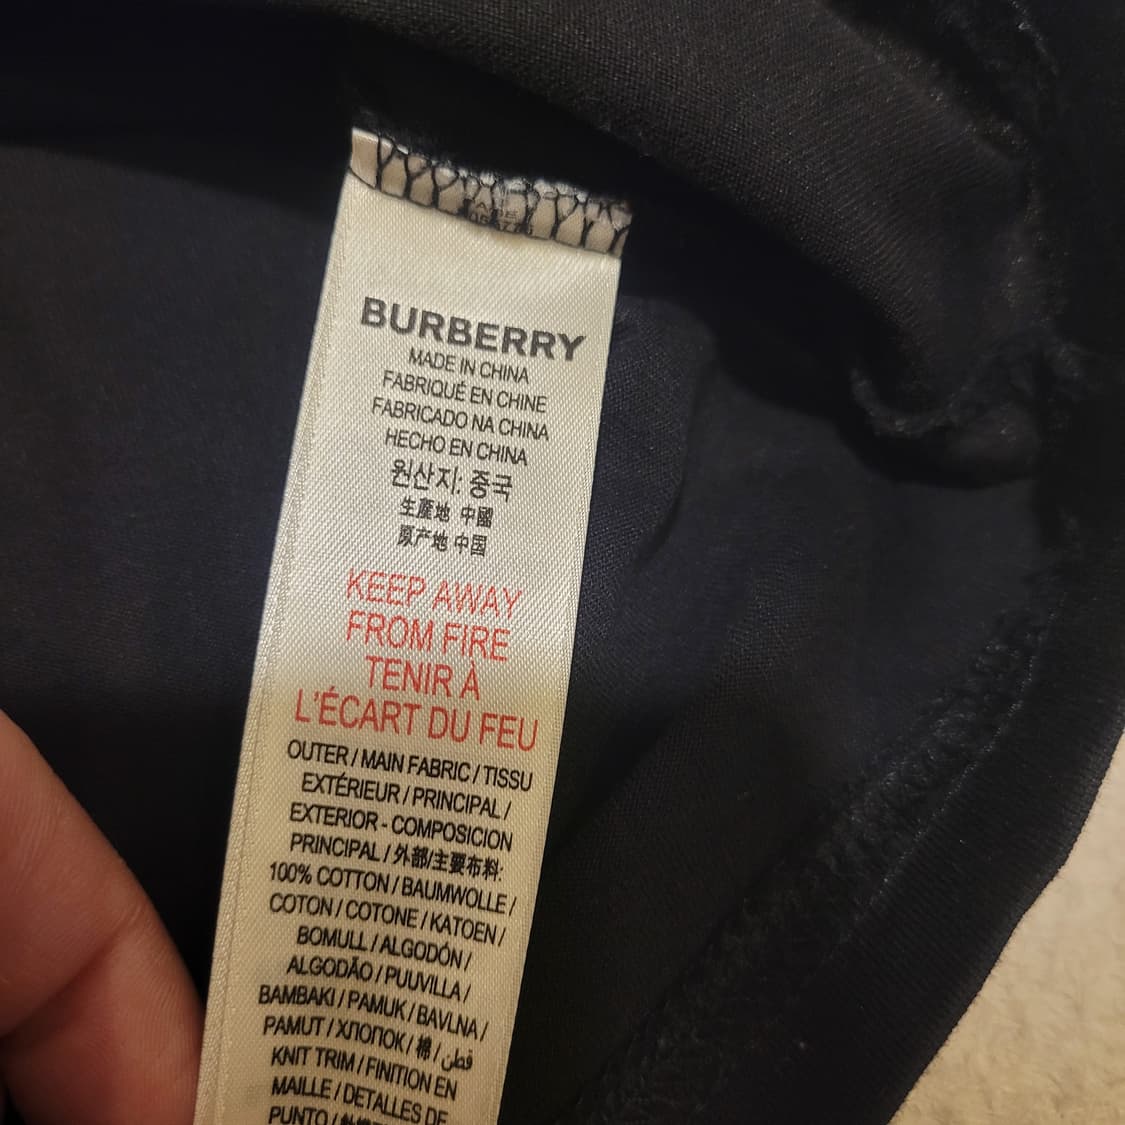 BURBERRY
MADE IN CHINA
FABRIQUÉ EN CHINE
FABRICADO NA CHINA
HECHO EN CHINA
원산지: 중국
生產地 中國
原产地 中国
KEEP AWAY
FROM FIRE
TENIR À
L'ÉCART DU FEU
OUTER / MAIN FABRIC / TISSU
EXTÉRIEUR / PRINCIPAL /
EXTERIOR - COMPOSICION
PRINCIPAL / 外部/主要布料:
100% COTTON / BAUMWOLLE /
COTON / COTONE / KATOEN /
BOMULL / ALGODÓN /
ALGODÃO / PUUVILLA /
BAMBAKI / PAMUK / BAVLNA /
PAMUT / ХЛОПОК / 棉 / قطن
KNIT TRIM / FINITION EN
MAILLE / DETALLES DE
PUNTO /